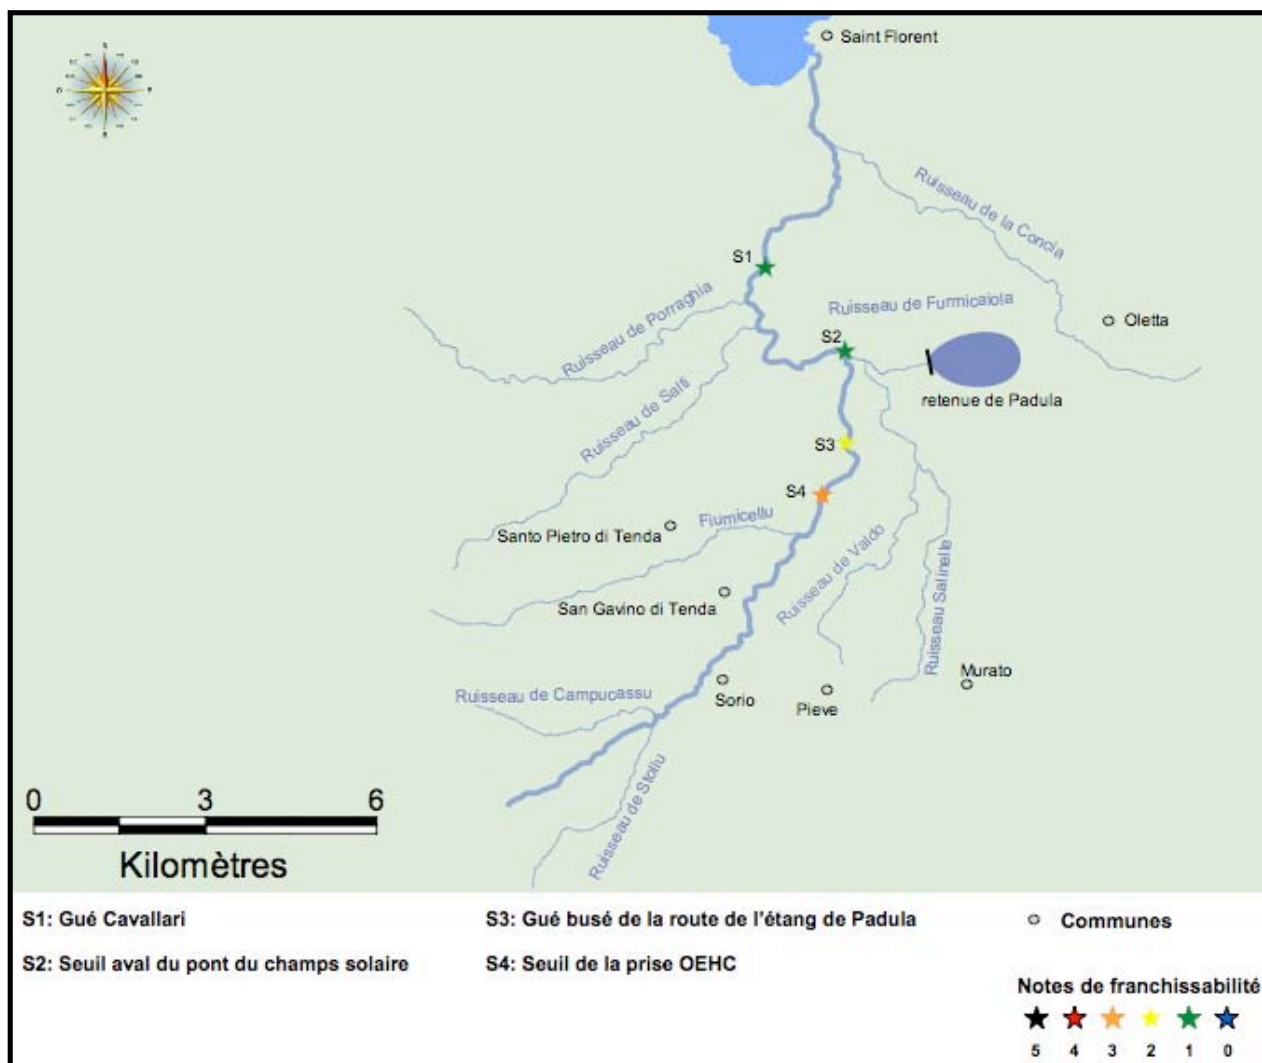 Saint Florent
Ruisseau de la Concia
S1
Ruisseau de Porraghia
Ruisseau de Furmicaiola
Oletta
S2
retenue de Padula
Ruisseau de Salti
S3
S4
Fiumicellu
Santo Pietro di Tenda
Ruisseau de Valdo
Ruisseau Salinelle
San Gavino di Tenda
Murato
Ruisseau de Campucassu
Sorio
Pieve
Ruisseau de Stollu
0 3 6
Kilomètres
S1: Gué Cavallari
S3: Gué busé de la route de l'étang de Padula
Communes
S2: Seuil aval du pont du champs solaire
S4: Seuil de la prise OEHC
Notes de franchissabilité
5 4 3 2 1 0